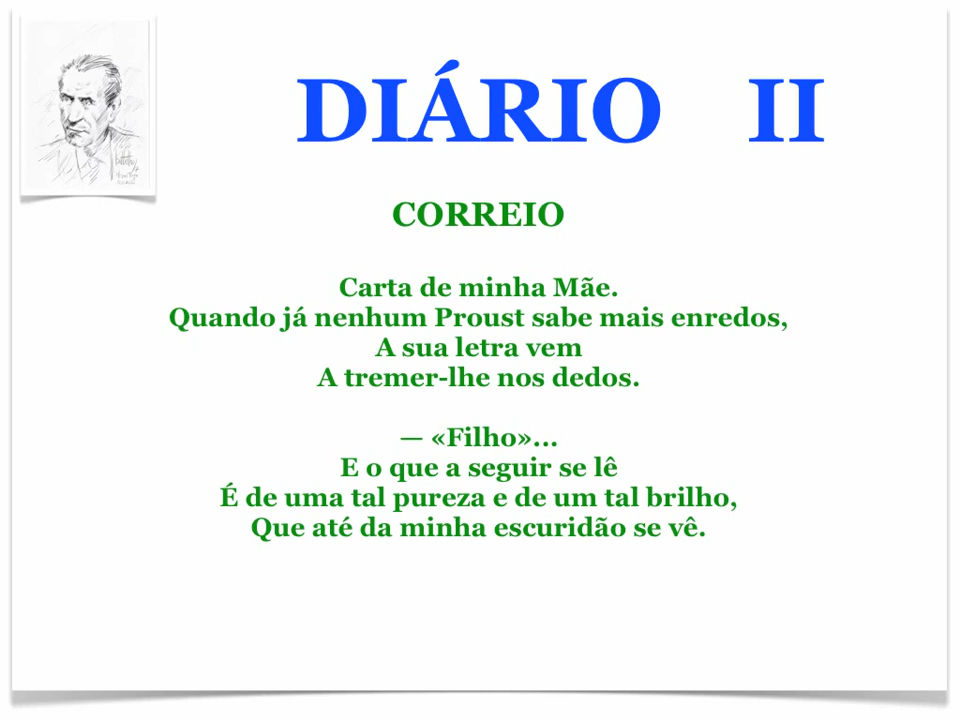 DIÁRIO II
CORREIO
Carta de minha Mãe.
Quando já nenhum Proust sabe mais enredos,
A sua letra vem
A tremer-lhe nos dedos.
— «Filho»...
E o que a seguir se lê
É de uma tal pureza e de um tal brilho,
Que até da minha escuridão se vê.